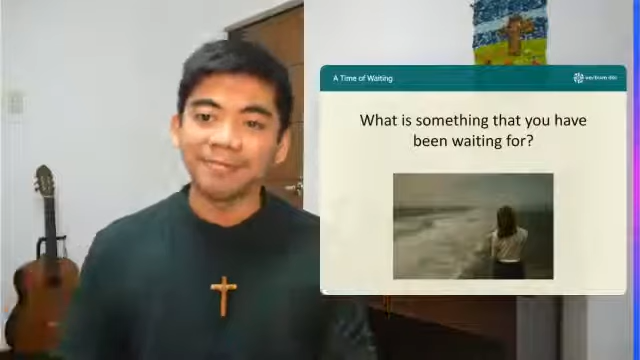 A Time of Waiting
What is something that you have
been waiting for?